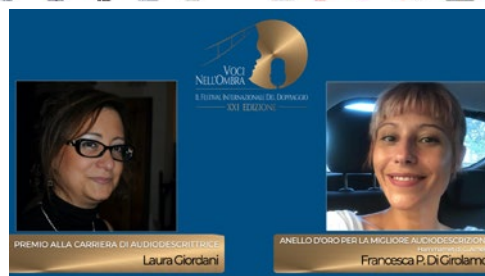 VOCI
NELL'OMBRA
IL FESTIVAL INTERNAZIONALE DEL DOPPIAGGIO
XXI EDIZIONE
PREMIO ALLA CARRIERA DI AUDIODESCRITTRICE
Laura Giordani
ANELLO D'ORO PER LA MIGLIORE AUDIODESCRIZIONE
Francesca P. Di Girolamo